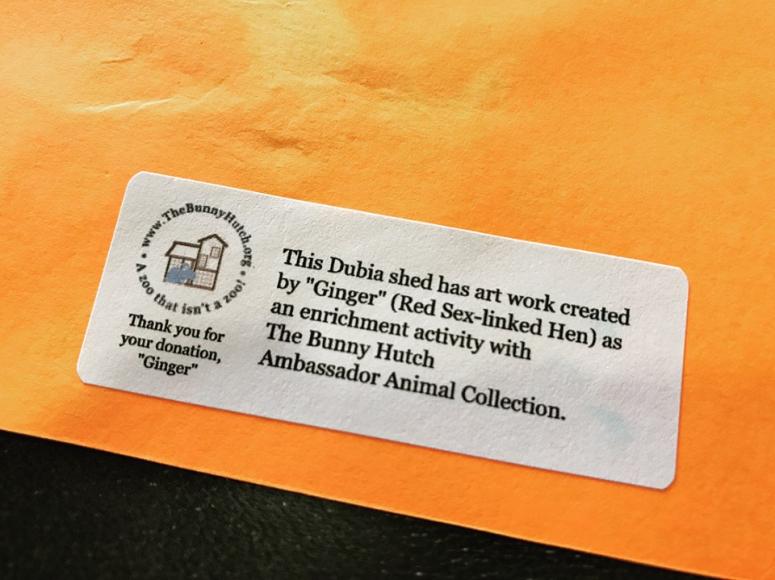 www.TheBunnyHutch.org
A zoo that isn't a zoo!
Thank you for
your donation,
"Ginger"
This Dubia shed has art work created
by "Ginger" (Red Sex-linked Hen) as
an enrichment activity with
The Bunny Hutch
Ambassador Animal Collection.